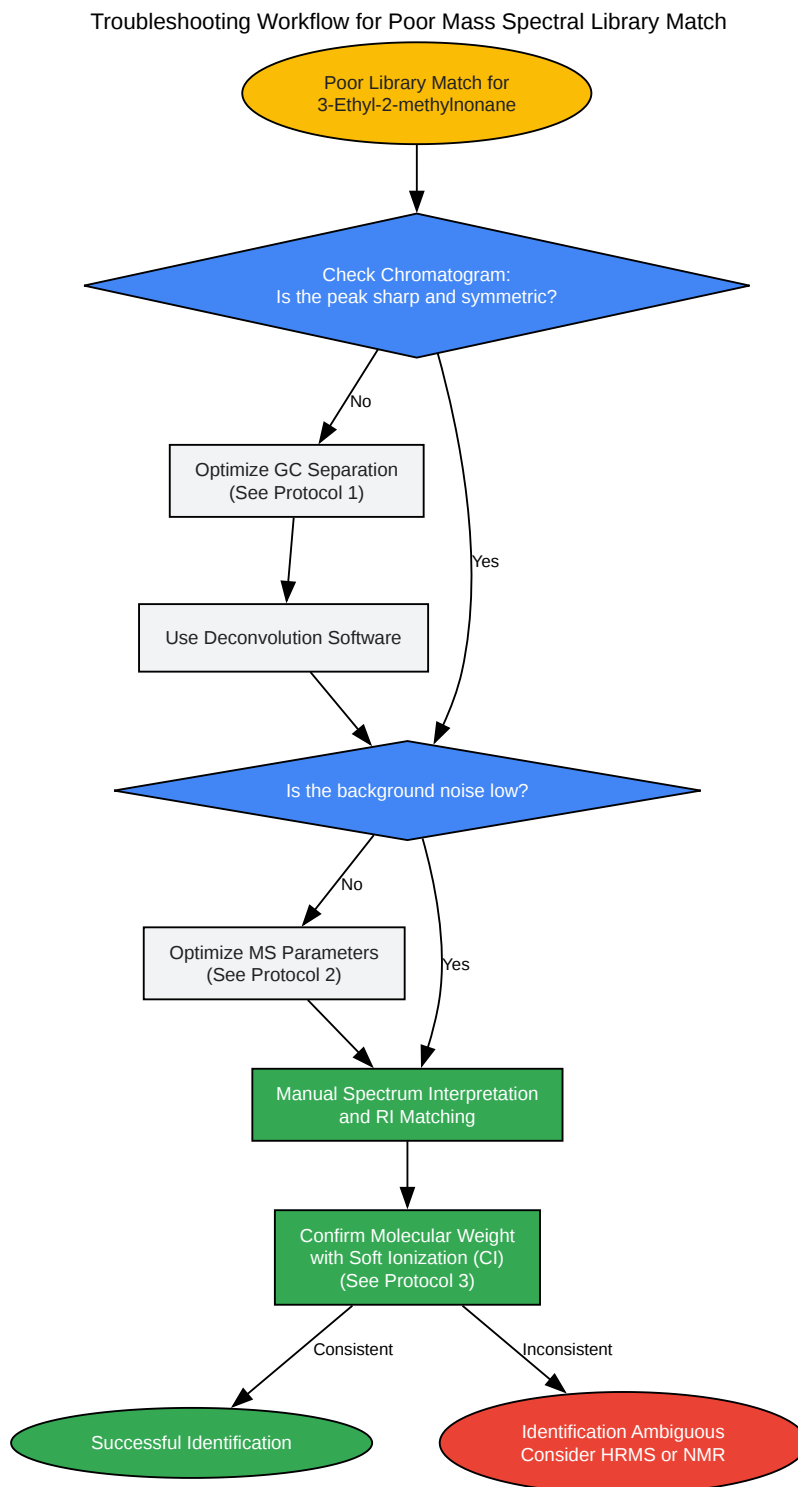 Troubleshooting Workflow for Poor Mass Spectral Library Match
Poor Library Match for
3-Ethyl-2-methylnonane
Check Chromatogram:
Is the peak sharp and symmetric?
No
Optimize GC Separation
(See Protocol 1)
Yes
Use Deconvolution Software
Is the background noise low?
No
Optimize MS Parameters
(See Protocol 2)
Yes
Manual Spectrum Interpretation
and RI Matching
Confirm Molecular Weight
with Soft Ionization (CI)
(See Protocol 3)
Consistent
Inconsistent
Successful Identification
Identification Ambiguous
Consider HRMS or NMR